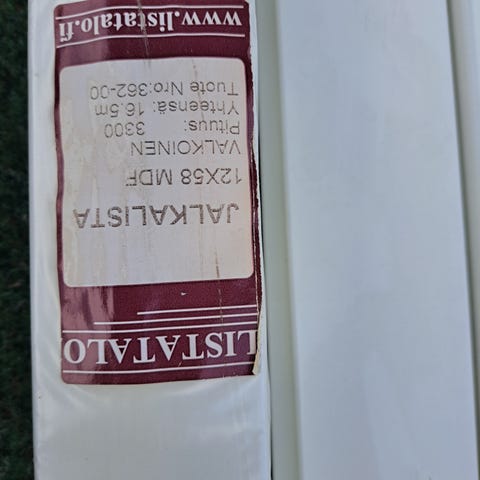 LISTATALO
JALKALISTA
12X58 MDF
VALKOINEN
Pituus: 3300
Yhteensä: 16.5m
Tuote Nro:362-00
www.listatalo.fi